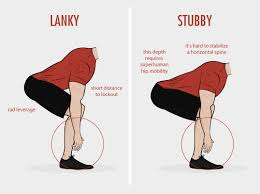 LANKY
short distance
to lockout
rad leverage
STUBBY
it's hard to stabilize
a horizontal spine
this depth
requires
superhuman
hip mobility